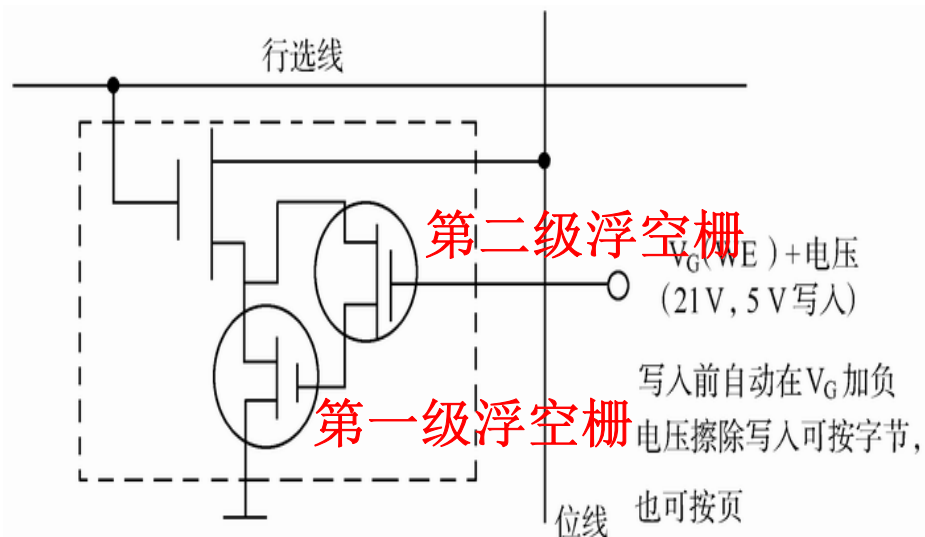 行选线
第二级浮空栅
V_G(WE)+电压
(21V, 5V写入)
写入前自动在V_G加负
第一级浮空栅
电压擦除写入可按字节，
也可按页
位线